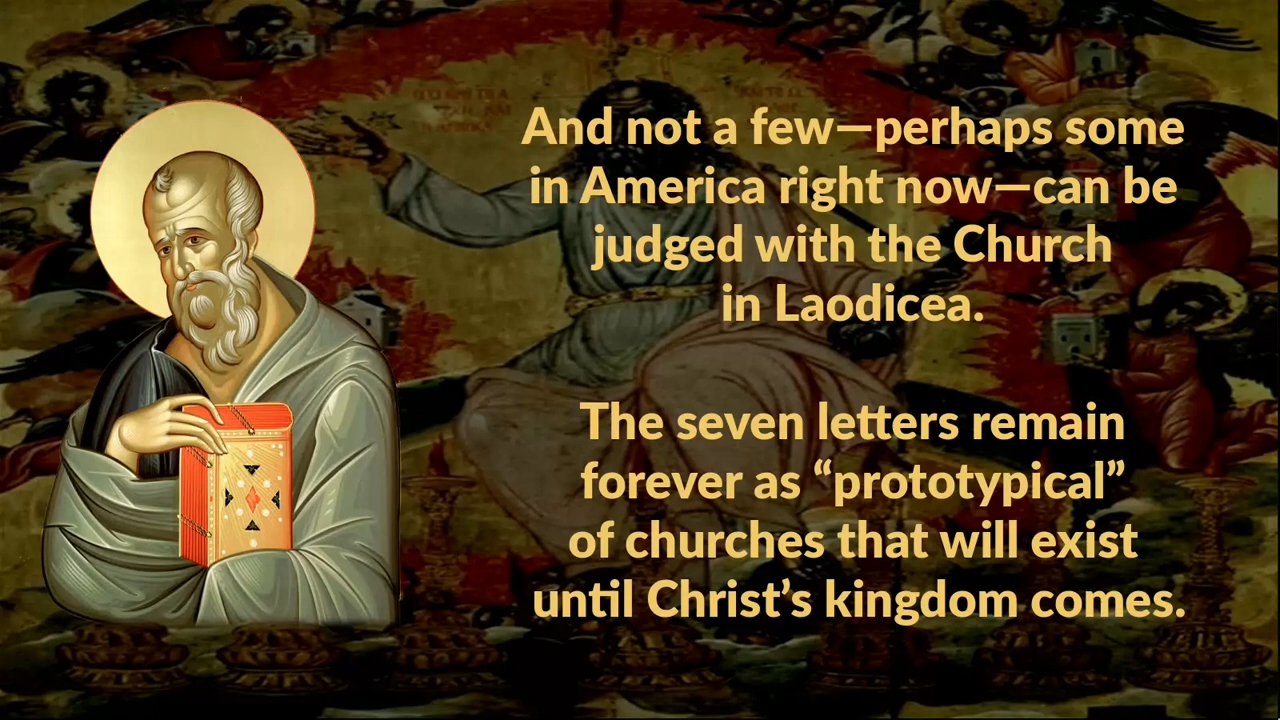 And not a few—perhaps some
in America right now—can be
judged with the Church
in Laodicea.
The seven letters remain
forever as “prototypical”
of churches that will exist
until Christ’s kingdom comes.